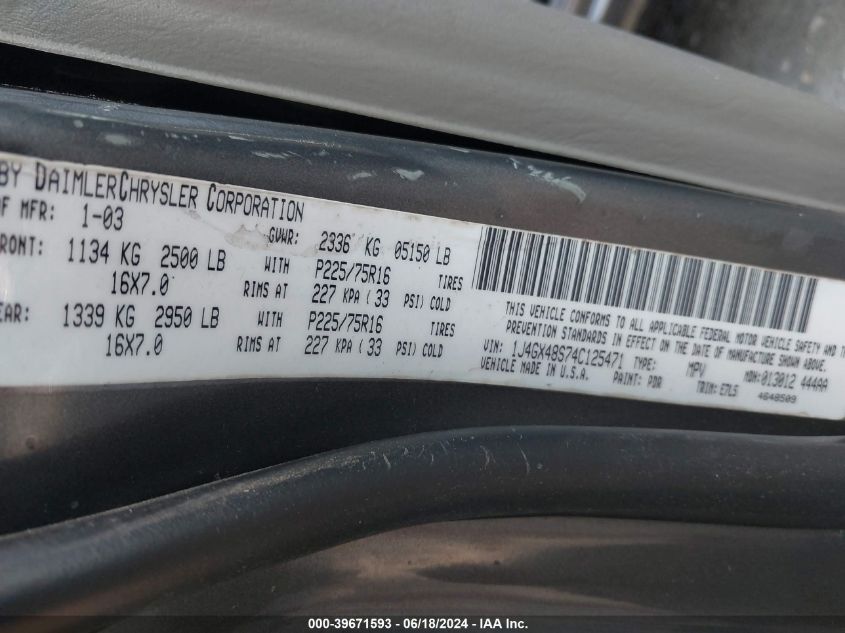 BY DAIMLERCHRYSLER CORPORATION
OF MFR: 1-03 GVWR: 2336 KG 05150 LB
FRONT: 1134 KG 2500 LB WITH P225/75R16 TIRES
16X7.0 RIMS AT 227 KPA ( 33 PSI) COLD
EAR: 1339 KG 2950 LB WITH P225/75R16 TIRES
16X7.0 RIMS AT 227 KPA ( 33 PSI) COLD
THIS VEHICLE CONFORMS TO ALL APPLICABLE FEDERAL MOTOR VEHICLE SAFETY AND T
PREVENTION STANDARDS IN EFFECT ON THE DATE OF MANUFACTURE SHOWN ABOVE.
VIN: 1J4GX48S74C125471 TYPE: MPV MDH: 013012 444AA
VEHICLE MADE IN U.S.A. PAINT: PDR TRIM: E7L5 4648509
000-39671593 - 06/18/2024 - IAA Inc.